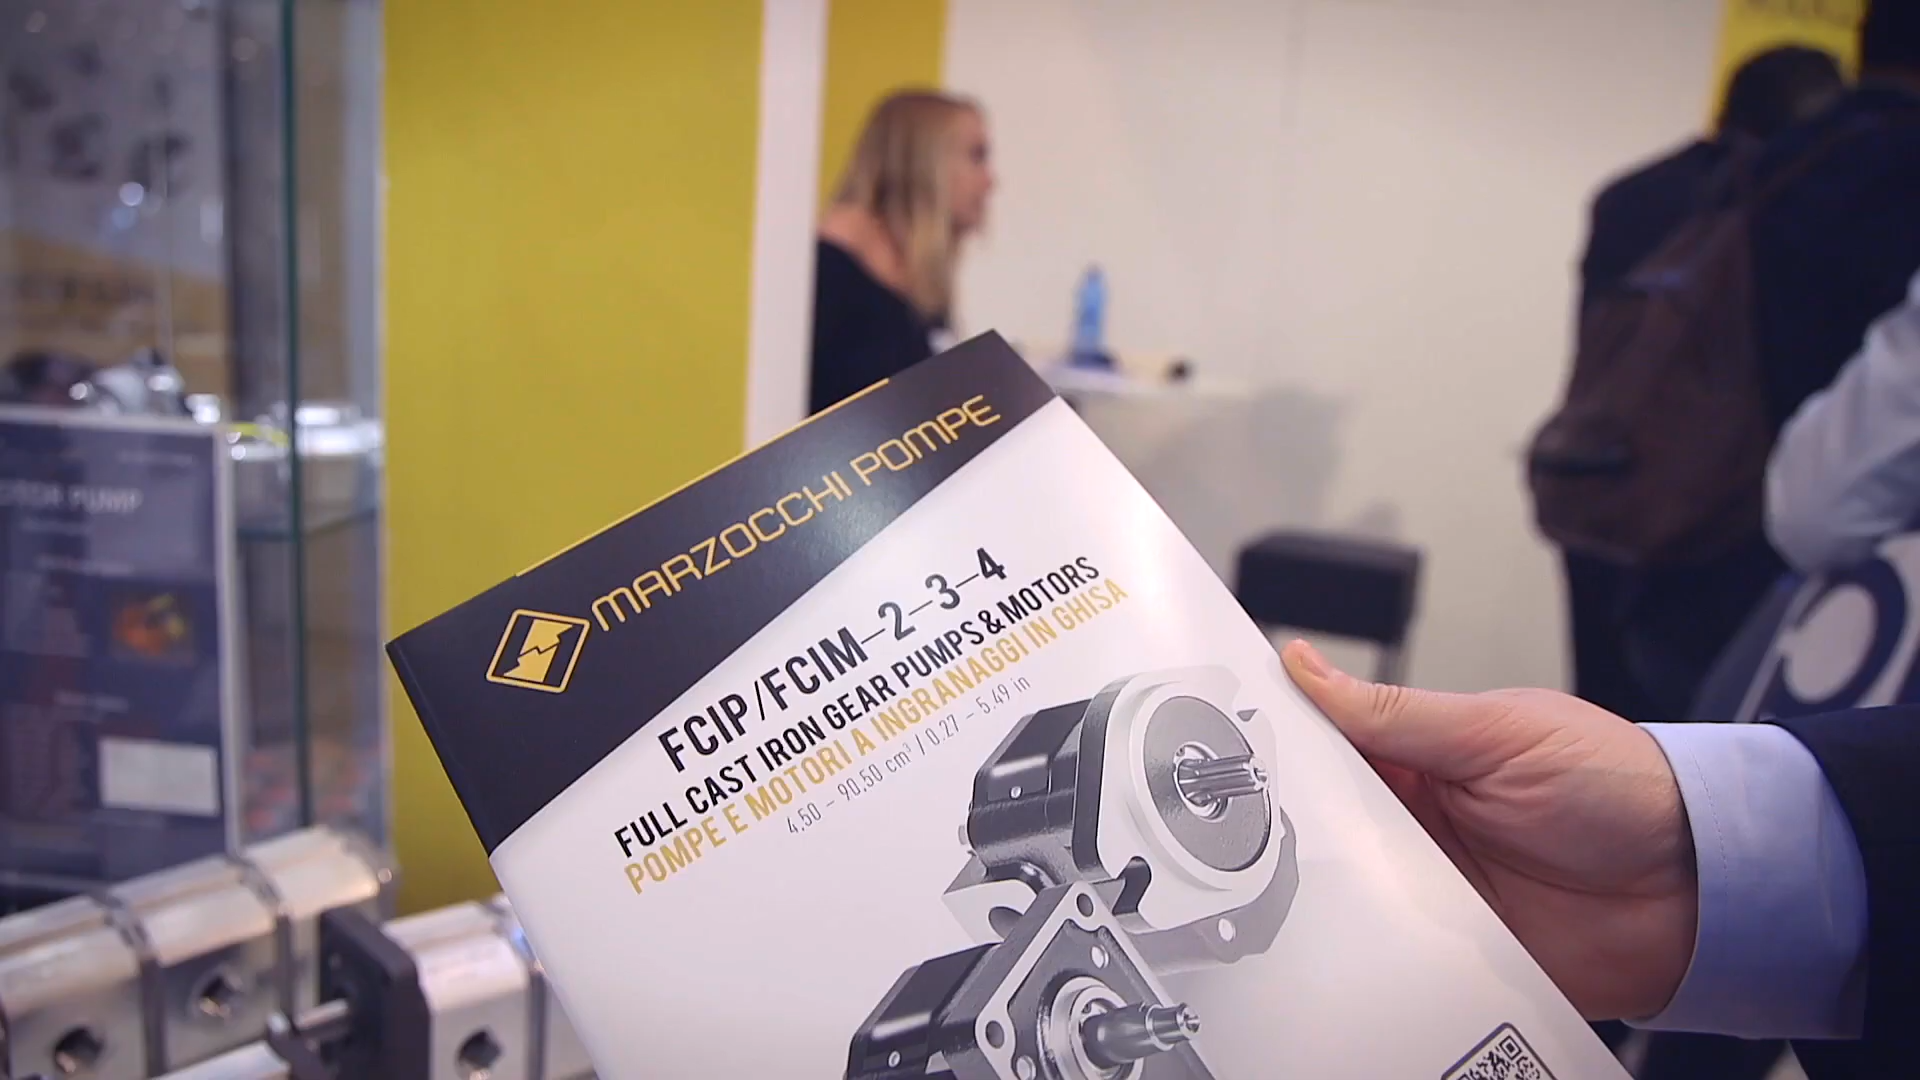 MARZOCCHI POMPE
FCIP/FCIM-2-3-4
FULL CAST IRON GEAR PUMPS & MOTORS
POMPE E MOTORI A INGRANAGGI IN GHISA
4,50 – 90,50 cm³ / 0.27 – 5.49 in
PUMP